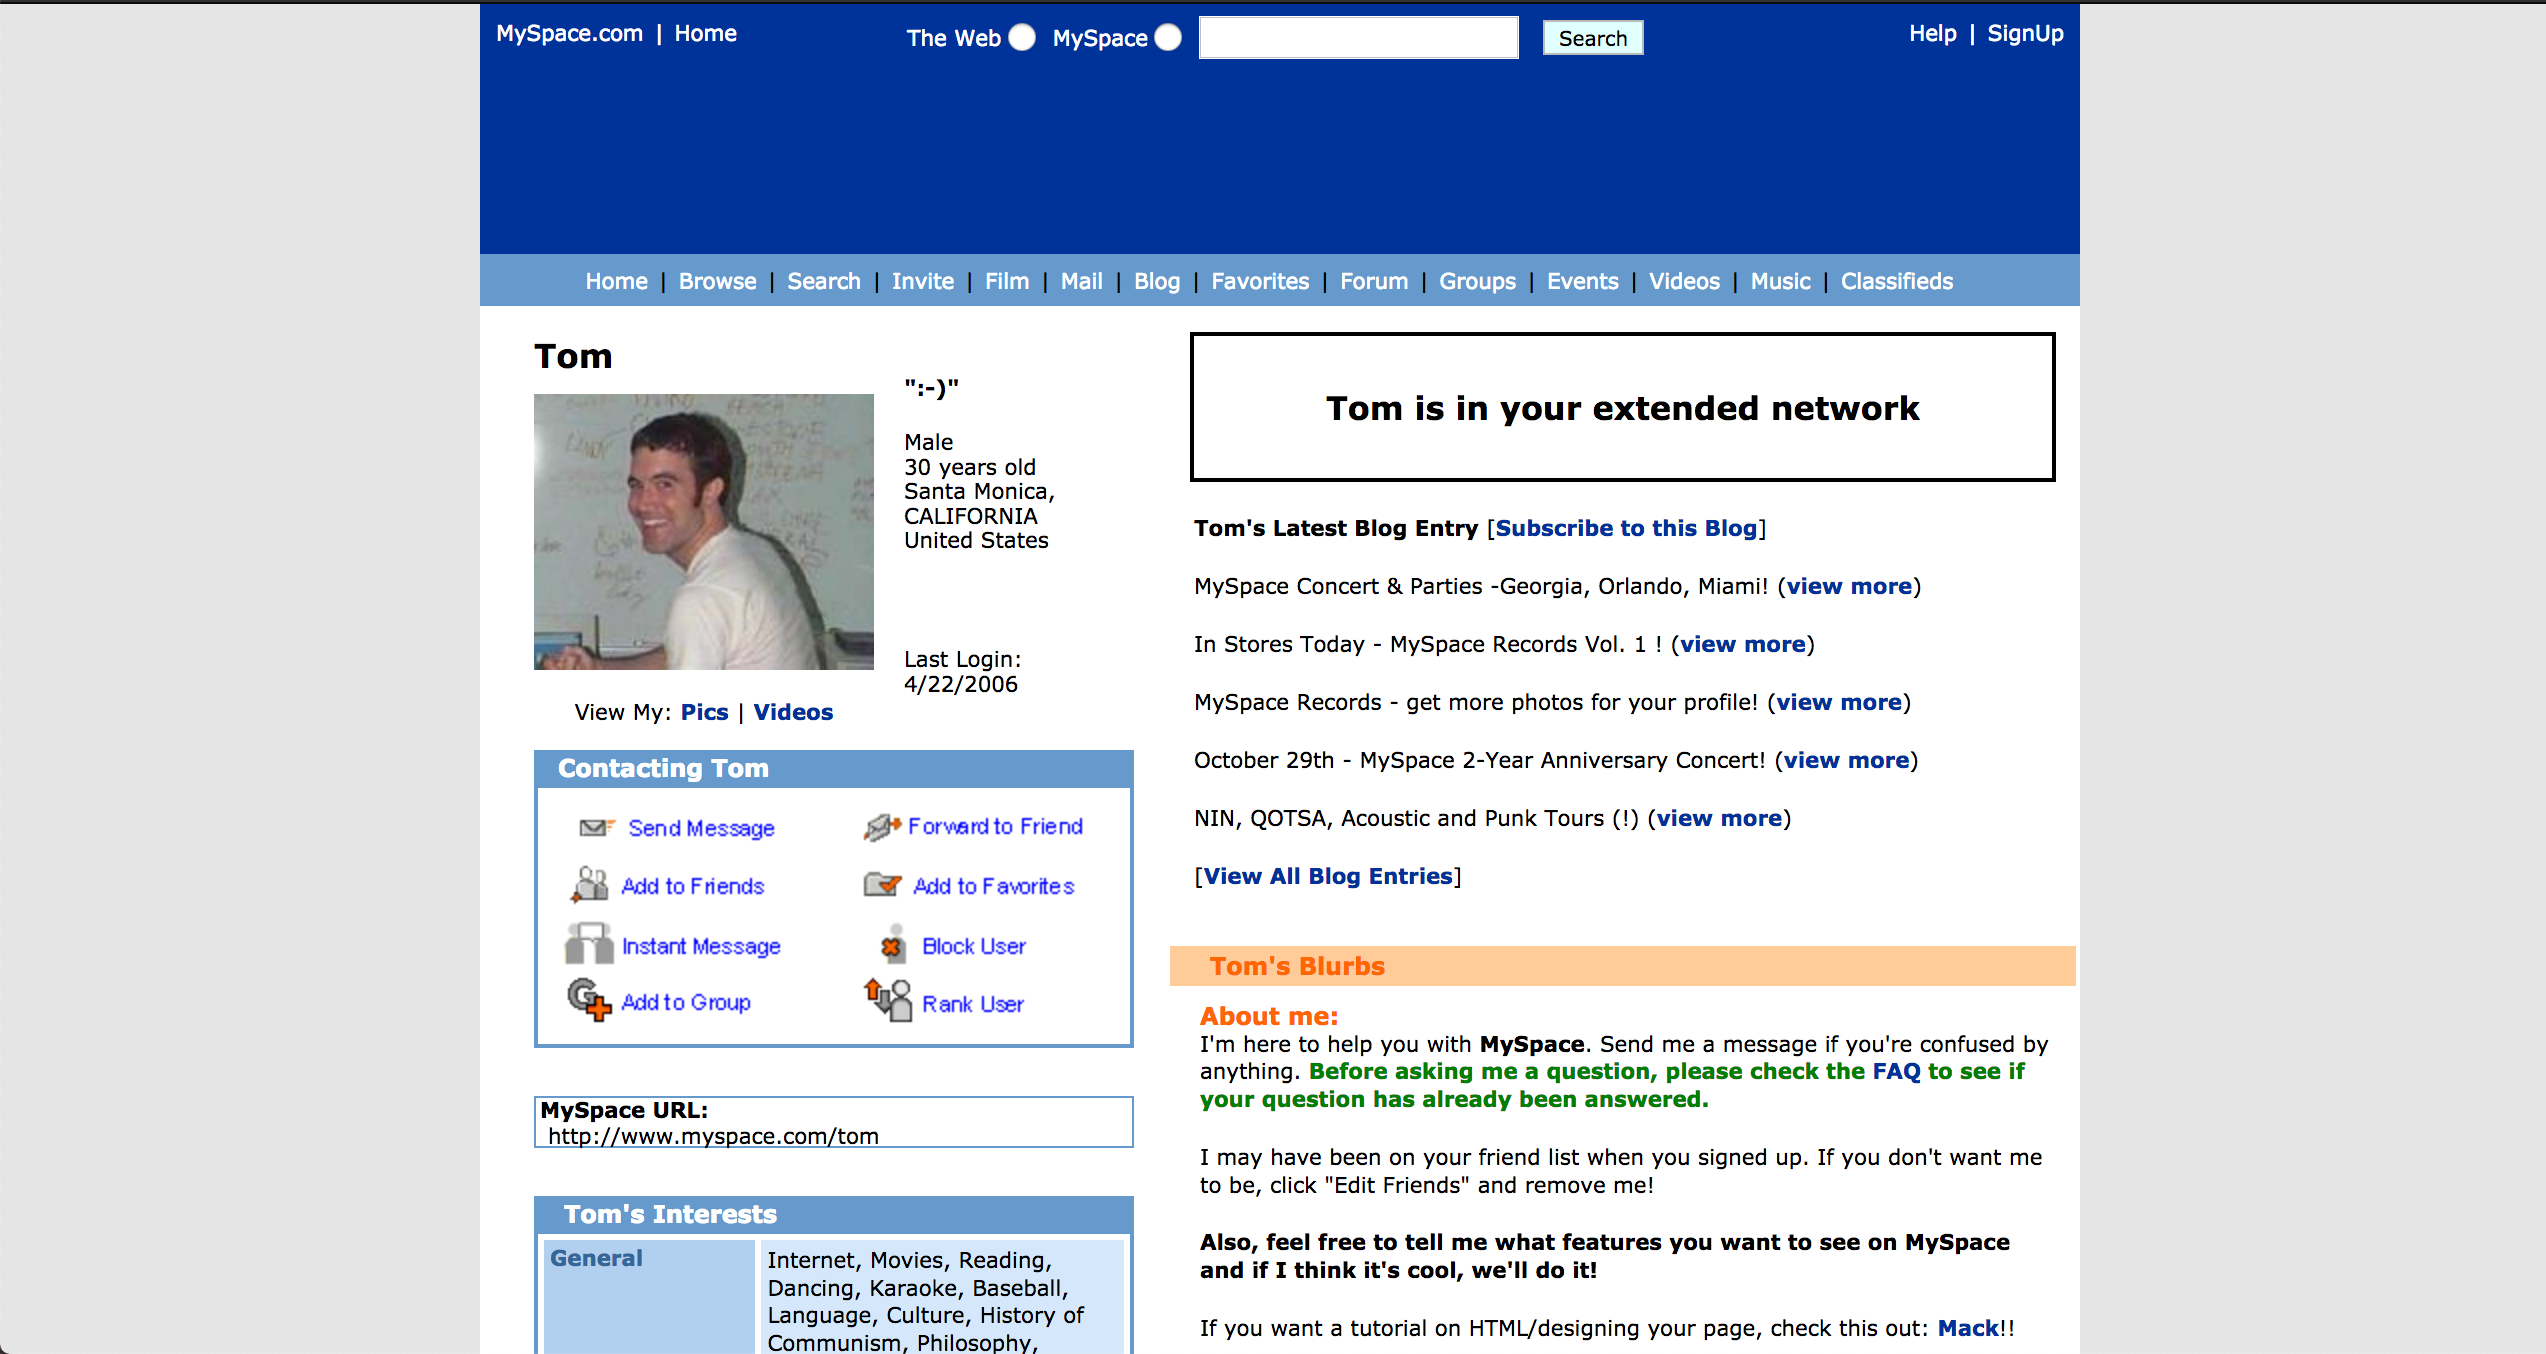 MySpace.com | Home
The Web MySpace Search
Help | SignUp
Home | Browse | Search | Invite | Film | Mail | Blog | Favorites | Forum | Groups | Events | Videos | Music | Classifieds
Tom
":-)"
Male
30 years old
Santa Monica,
CALIFORNIA
United States
Last Login:
4/22/2006
View My: Pics | Videos
Contacting Tom
Send Message
Forward to Friend
Add to Friends
Add to Favorites
Instant Message
Block User
Add to Group
Rank User
MySpace URL:
http://www.myspace.com/tom
Tom's Interests
General
Internet, Movies, Reading,
Dancing, Karaoke, Baseball,
Language, Culture, History of
Communism, Philosophy,
Tom is in your extended network
Tom's Latest Blog Entry [Subscribe to this Blog]
MySpace Concert & Parties -Georgia, Orlando, Miami! (view more)
In Stores Today - MySpace Records Vol. 1 ! (view more)
MySpace Records - get more photos for your profile! (view more)
October 29th - MySpace 2-Year Anniversary Concert! (view more)
NIN, QOTSA, Acoustic and Punk Tours (!) (view more)
[View All Blog Entries]
Tom's Blurbs
About me:
I'm here to help you with MySpace. Send me a message if you're confused by
anything. Before asking me a question, please check the FAQ to see if
your question has already been answered.
I may have been on your friend list when you signed up. If you don't want me
to be, click "Edit Friends" and remove me!
Also, feel free to tell me what features you want to see on MySpace
and if I think it's cool, we'll do it!
If you want a tutorial on HTML/designing your page, check this out: Mack!!